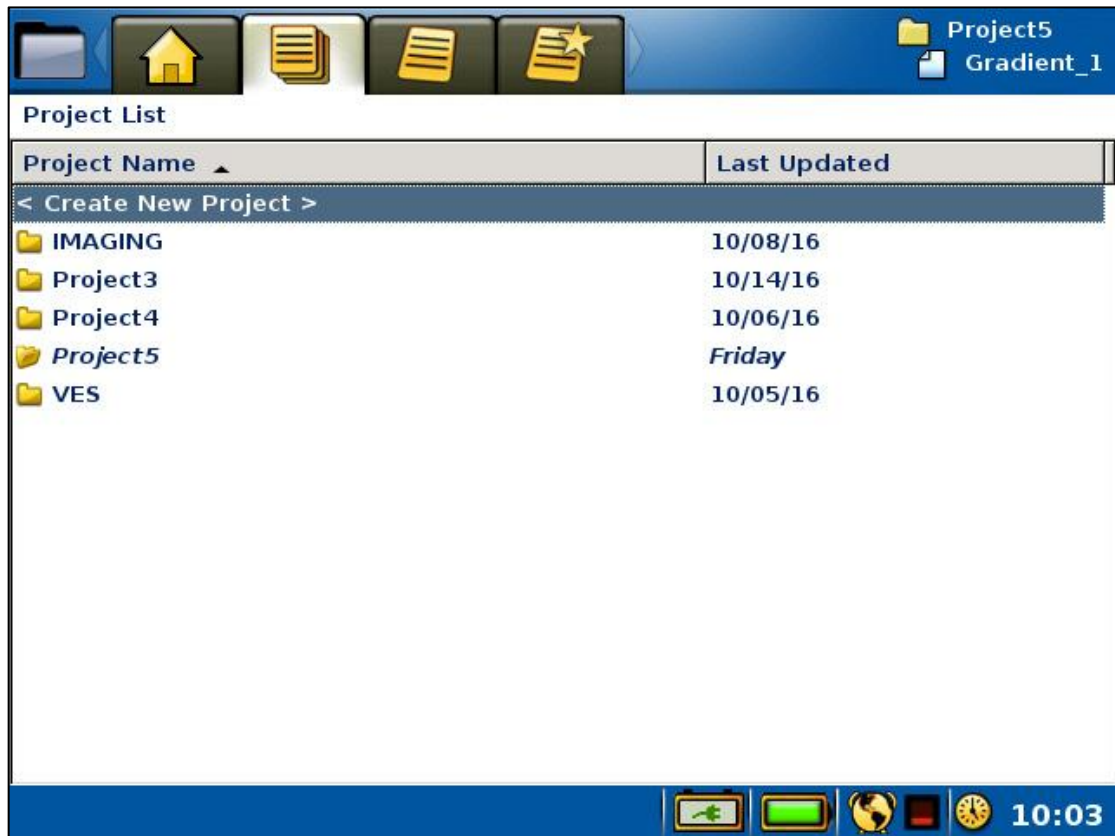 Project5
Gradient_1
Project List
Project Name Last Updated
< Create New Project >
IMAGING 10/08/16
Project3 10/14/16
Project4 10/06/16
Project5 Friday
VES 10/05/16
10:03